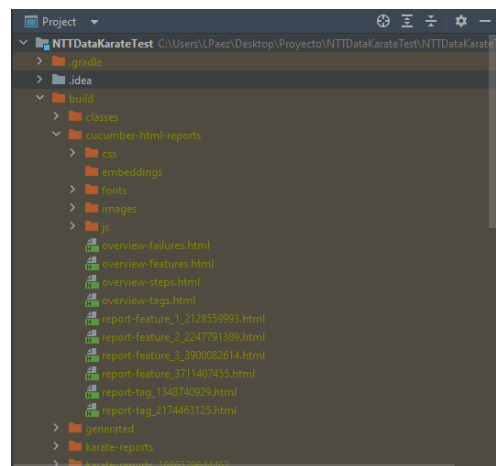 Project
NTTDataKarateTest C:\Users\LPaez\Desktop\Proyecto\NTTDataKarateTest\NTTDataKarateT
.gradle
.idea
build
classes
cucumber-html-reports
css
embeddings
fonts
images
js
overview-failures.html
overview-features.html
overview-steps.html
overview-tags.html
report-feature_1_2128559993.html
report-feature_2_2247791389.html
report-feature_3_3900082614.html
report-feature_3711407455.html
report-tag_1348740929.html
report-tag_2174463125.html
generated
karate-reports